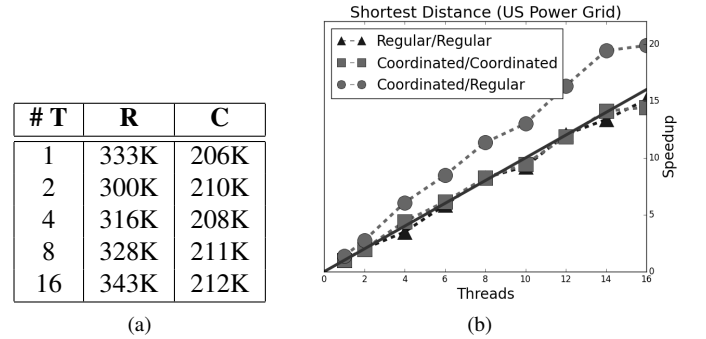 # T R C
1 333K 206K
2 300K 210K
4 316K 208K
8 328K 211K
16 343K 212K
(a)
Shortest Distance (US Power Grid)
Regular/Regular
Coordinated/Coordinated
Coordinated/Regular
20
15
10
5
0
Speedup
0 2 4 6 8 10 12 14 16
Threads
(b)